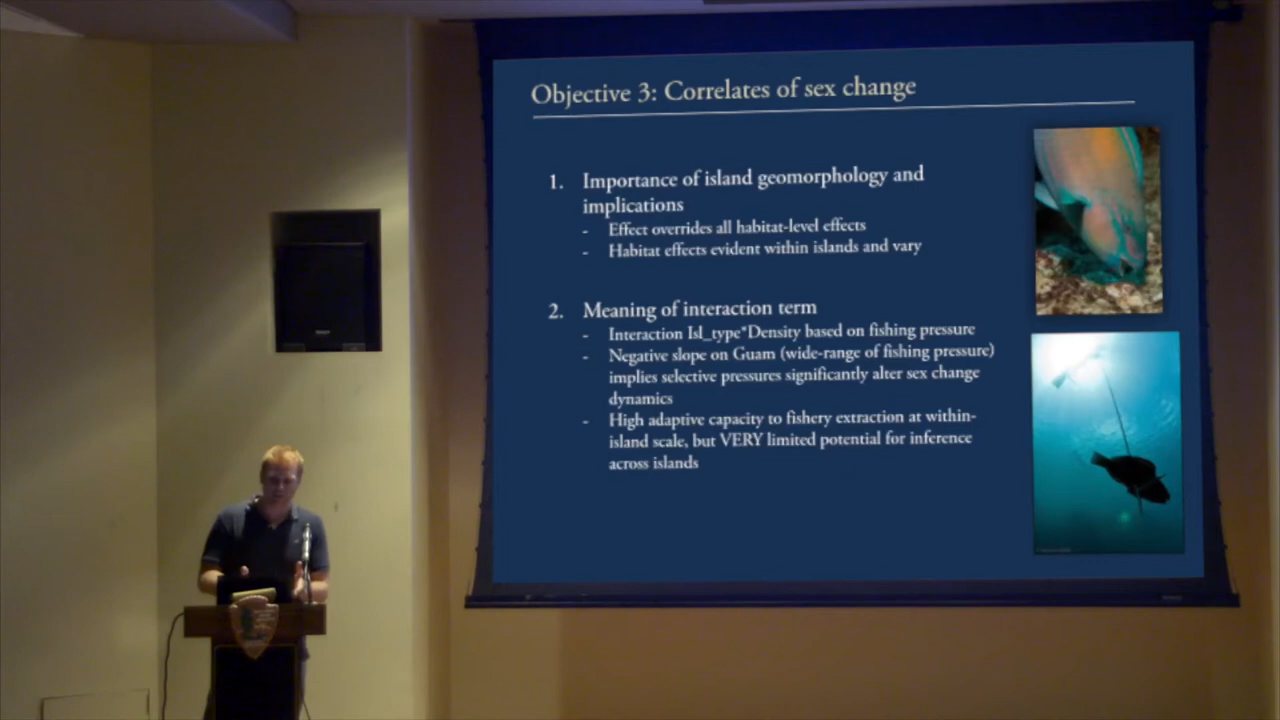 Objective 3: Correlates of sex change
1. Importance of island geomorphology and
implications
- Effect overrides all habitat-level effects
- Habitat effects evident within islands and vary
2. Meaning of interaction term
- Interaction Isl_type*Density based on fishing pressure
- Negative slope on Guam (wide-range of fishing pressure)
implies selective pressures significantly alter sex change
dynamics
- High adaptive capacity to fishery extraction at within-
island scale, but VERY limited potential for inference
across islands